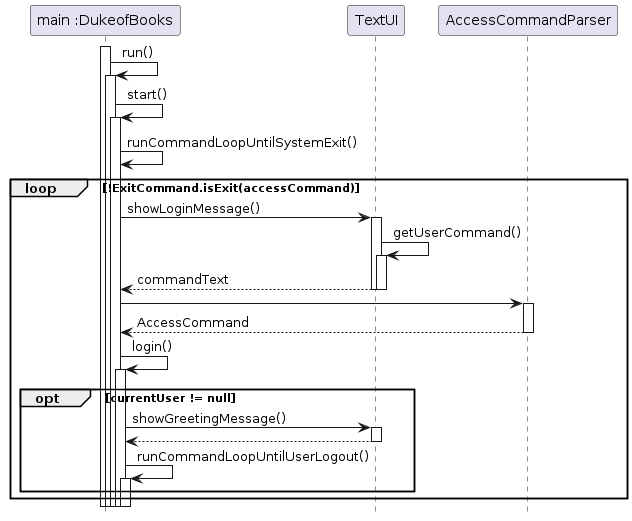 main :DukeofBooks TextUI AccessCommandParser
run()
start()
runCommandLoopUntilSystemExit()
loop [!ExitCommand.isExit(accessCommand)]
showLoginMessage()
getUserCommand()
commandText
AccessCommand
login()
opt [currentUser != null]
showGreetingMessage()
runCommandLoopUntilUserLogout()